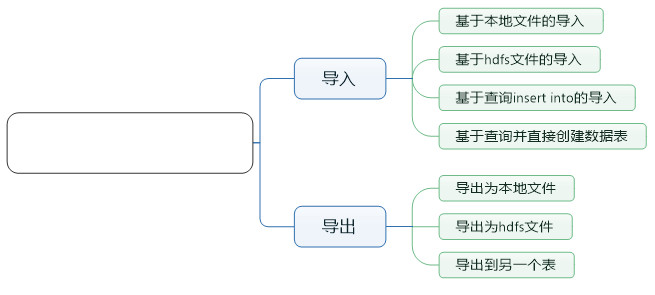 导入
基于本地文件的导入
基于hdfs文件的导入
基于查询insert into的导入
基于查询并直接创建数据表
导出
导出为本地文件
导出为hdfs文件
导出到另一个表